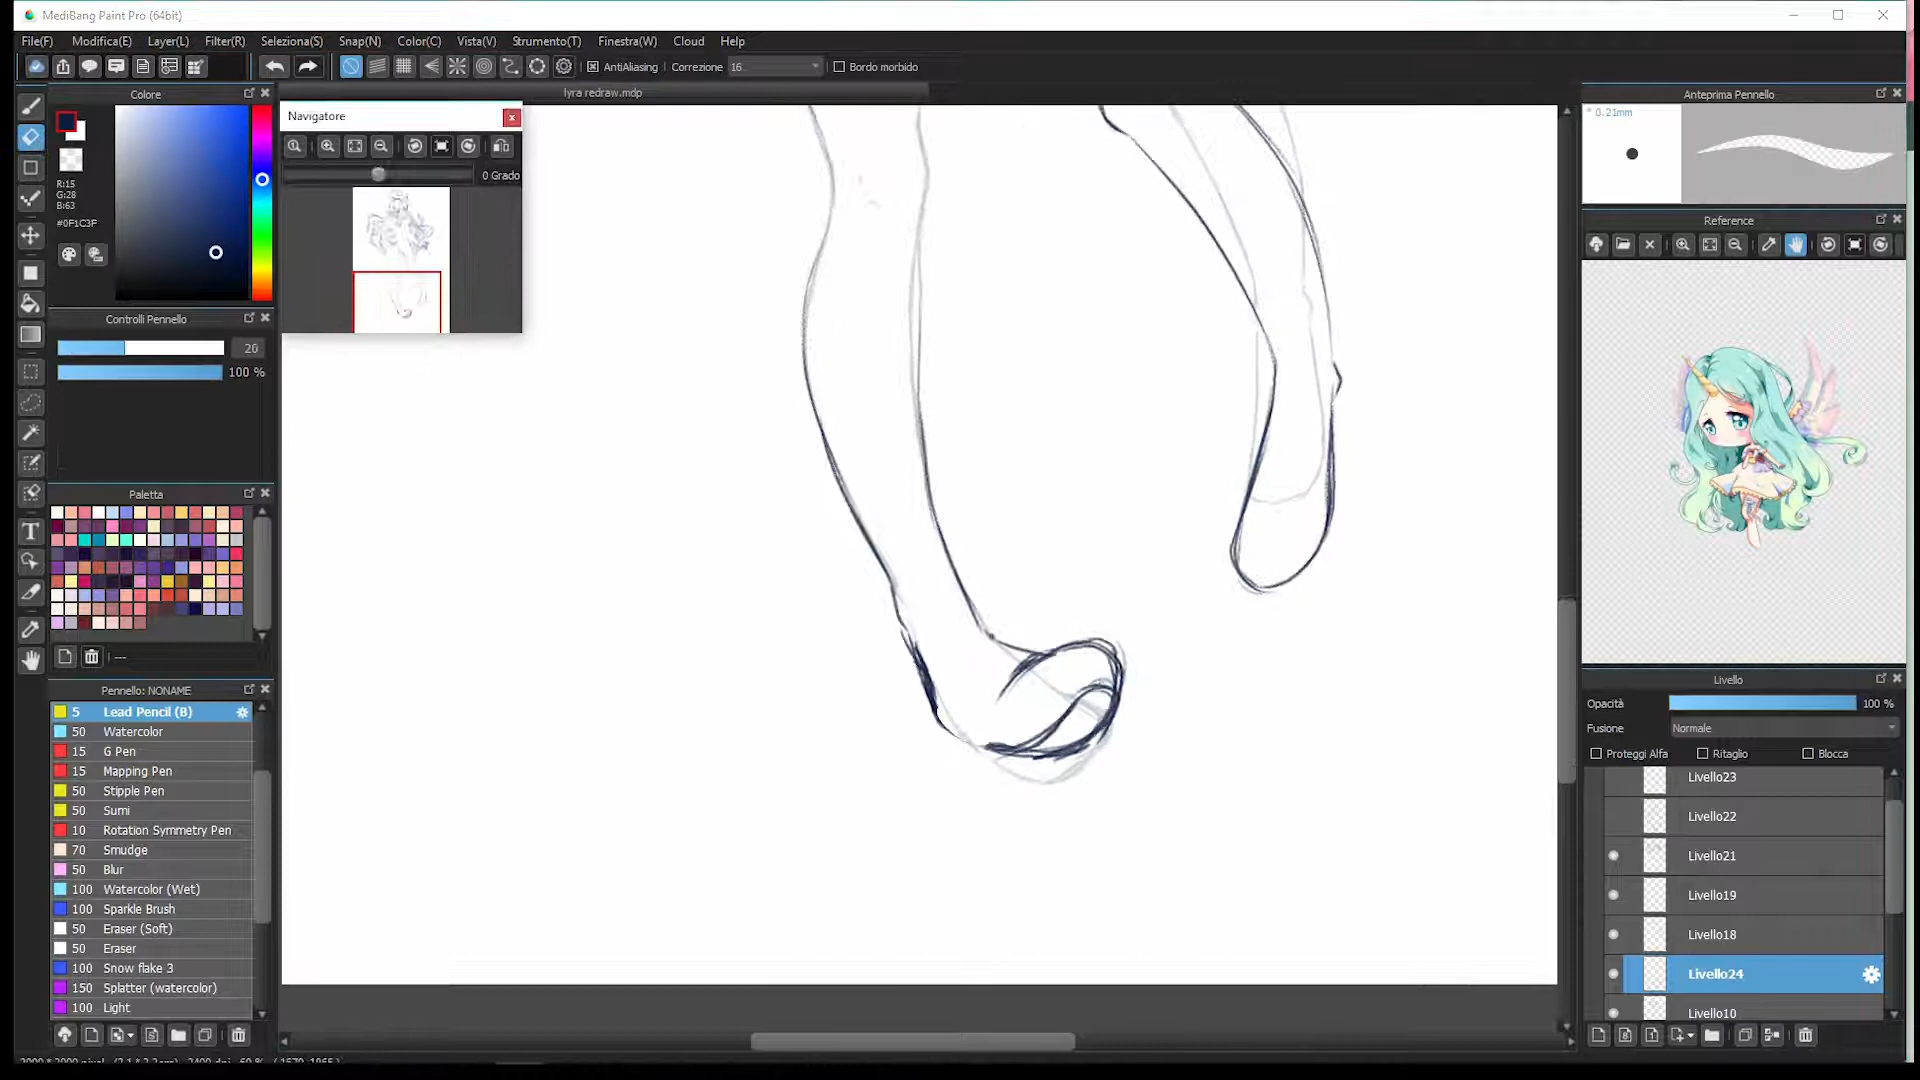 MediBang Paint Pro (64bit)
File(F) Modifica(E) Layer(L) Filter(R) Seleziona(S) Snap(N) Color(C) Vista(V) Strumento(T) Finestra(W) Cloud Help
AntiAliasing Correzione 16 Bordo morbido
lyra redraw.mdp
Colore
R:15
G:28
B:63
#0F1C3F
Controlli Pennello
26
100 %
Paletta
---
Pennello: NONAME
5 Lead Pencil (B)
50 Watercolor
15 G Pen
15 Mapping Pen
50 Stipple Pen
50 Sumi
10 Rotation Symmetry Pen
70 Smudge
50 Blur
100 Watercolor (Wet)
100 Sparkle Brush
50 Eraser (Soft)
50 Eraser
100 Snow flake 3
150 Splatter (watercolor)
100 Light
Navigatore
0 Grado
Anteprima Pennello
0.21mm
Reference
Livello
Opacità 100 %
Fusione Normale
Proteggi Alfa Ritaglio Blocca
Livello23
Livello22
Livello21
Livello19
Livello18
Livello24
Livello10